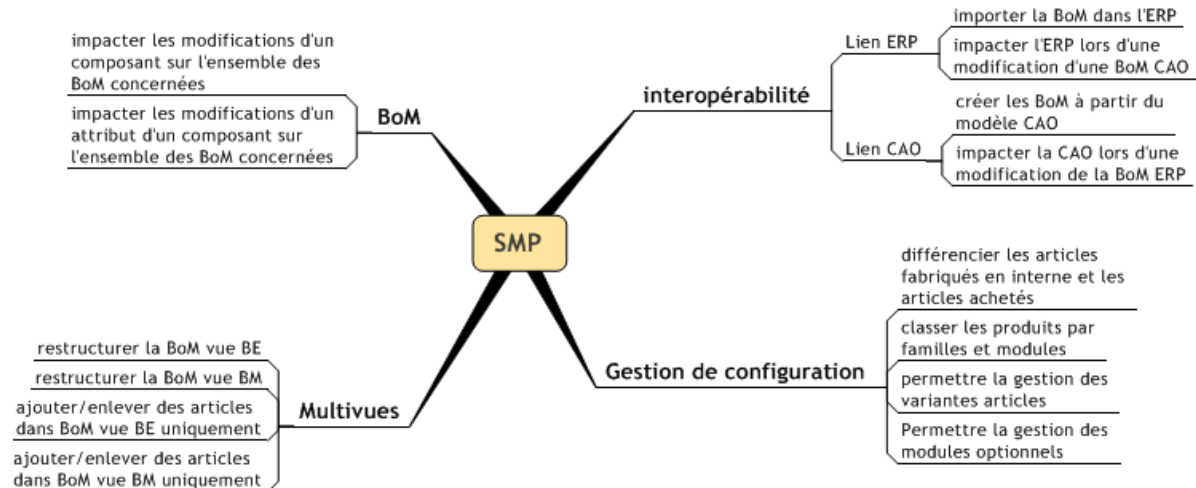 impacter les modifications d'un
composant sur l'ensemble des
BoM concernées
impacter les modifications d'un
attribut d'un composant sur
l'ensemble des BoM concernées
BoM
importer la BoM dans l'ERP
Lien ERP
impacter l'ERP lors d'une
modification d'une BoM CAO
interopérabilité
créer les BoM à partir du
modèle CAO
Lien CAO
impacter la CAO lors d'une
modification de la BoM ERP
SMP
restructurer la BoM vue BE
restructurer la BoM vue BM
ajouter/enlever des articles
dans BoM vue BE uniquement
ajouter/enlever des articles
dans BoM vue BM uniquement
Multivues
différencier les articles
fabriqués en interne et les
articles achetés
classer les produits par
familles et modules
Gestion de configuration
permettre la gestion des
variantes articles
Permettre la gestion des
modules optionnels